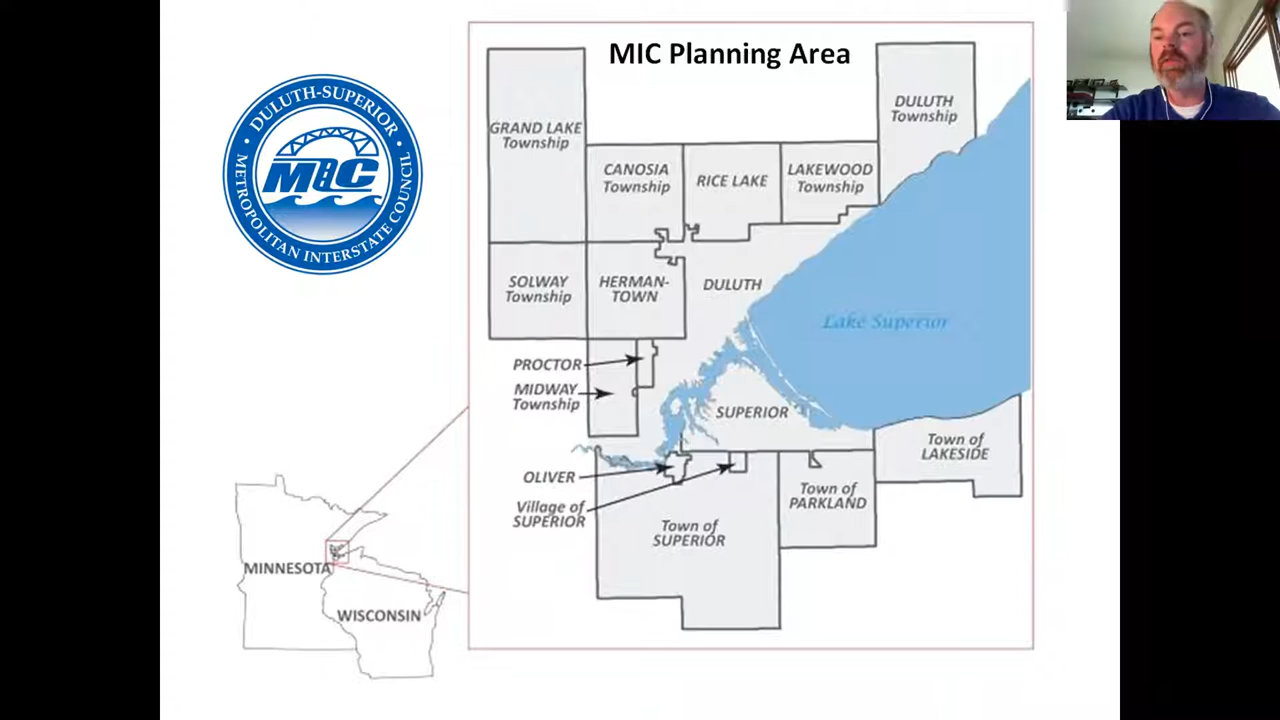 MIC Planning Area
DULUTH-SUPERIOR
MIC
METROPOLITAN INTERSTATE COUNCIL
GRAND LAKE
Township
CANOSIA
Township
RICE LAKE
LAKEWOOD
Township
DULUTH
Township
SOLWAY
Township
HERMAN-
TOWN
DULUTH
Lake Superior
PROCTOR
MIDWAY
Township
SUPERIOR
Town of
LAKESIDE
OLIVER
Village of
SUPERIOR
Town of
SUPERIOR
Town of
PARKLAND
MINNESOTA
WISCONSIN